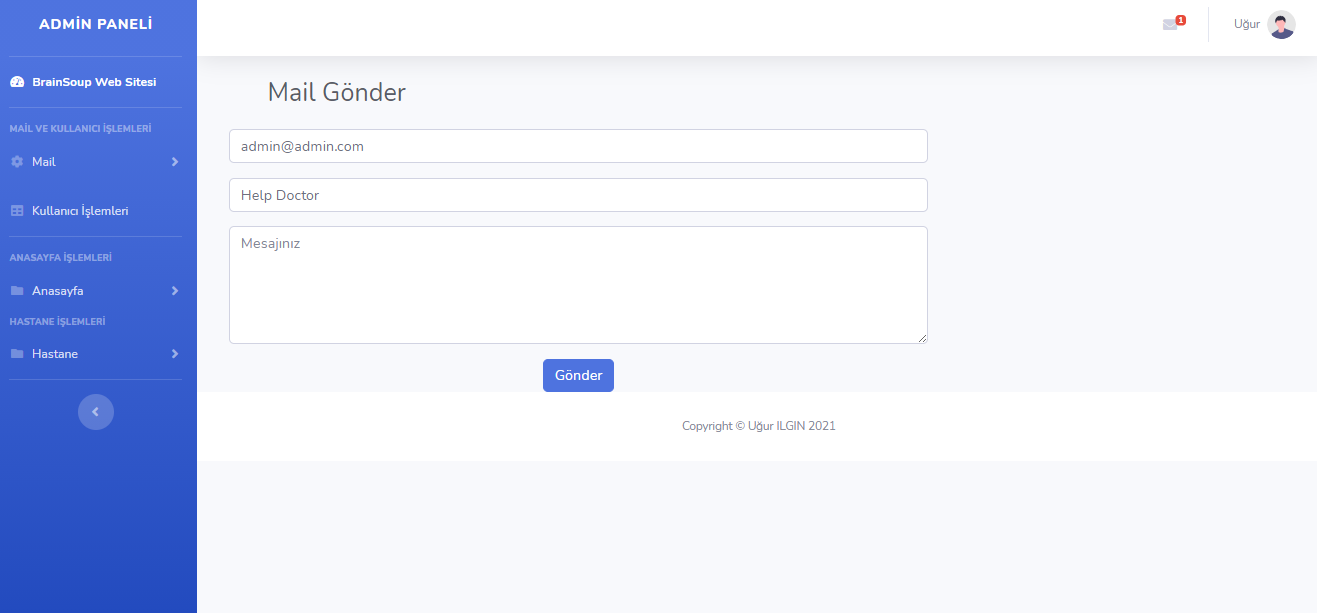 ADMİN PANELİ
1
Uğur
BrainSoup Web Sitesi
Mail Gönder
MAİL VE KULLANICI İŞLEMLERİ
admin@admin.com
Mail
Help Doctor
Kullanıcı İşlemleri
Mesajınız
ANASAYFA İŞLEMLERİ
Anasayfa
HASTANE İŞLEMLERİ
Hastane
Gönder
Copyright © Uğur ILGIN 2021